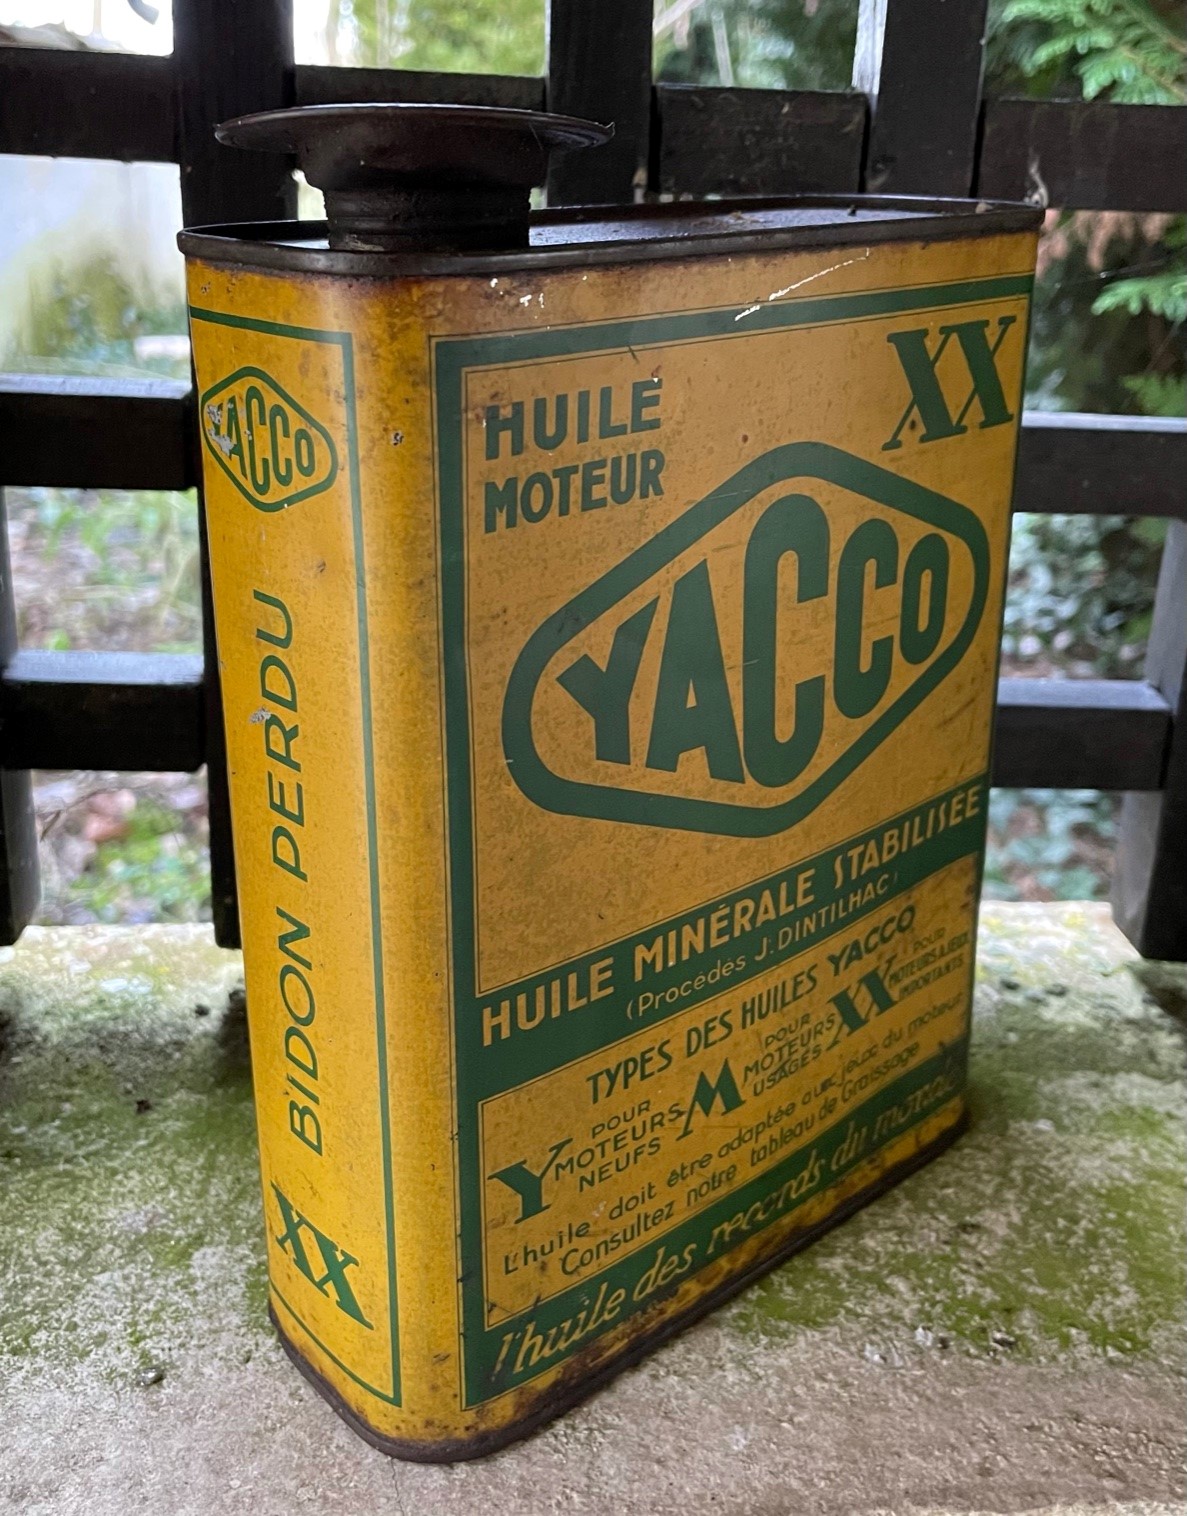 YACCO
BIDON PERDU
XX
HUILE
MOTEUR
XX
YACCO
HUILE MINÉRALE STABILISÉE
(Procédés J. DINTILHAC)
TYPES DES HUILES YACCO
Y POUR MOTEURS NEUFS M POUR MOTEURS USAGÉS XX POUR MOTEURS A JEUX IMPORTANTS
L'huile doit être adaptée aux jeux du moteur
Consultez notre tableau de Graissage
l'huile des records du monde